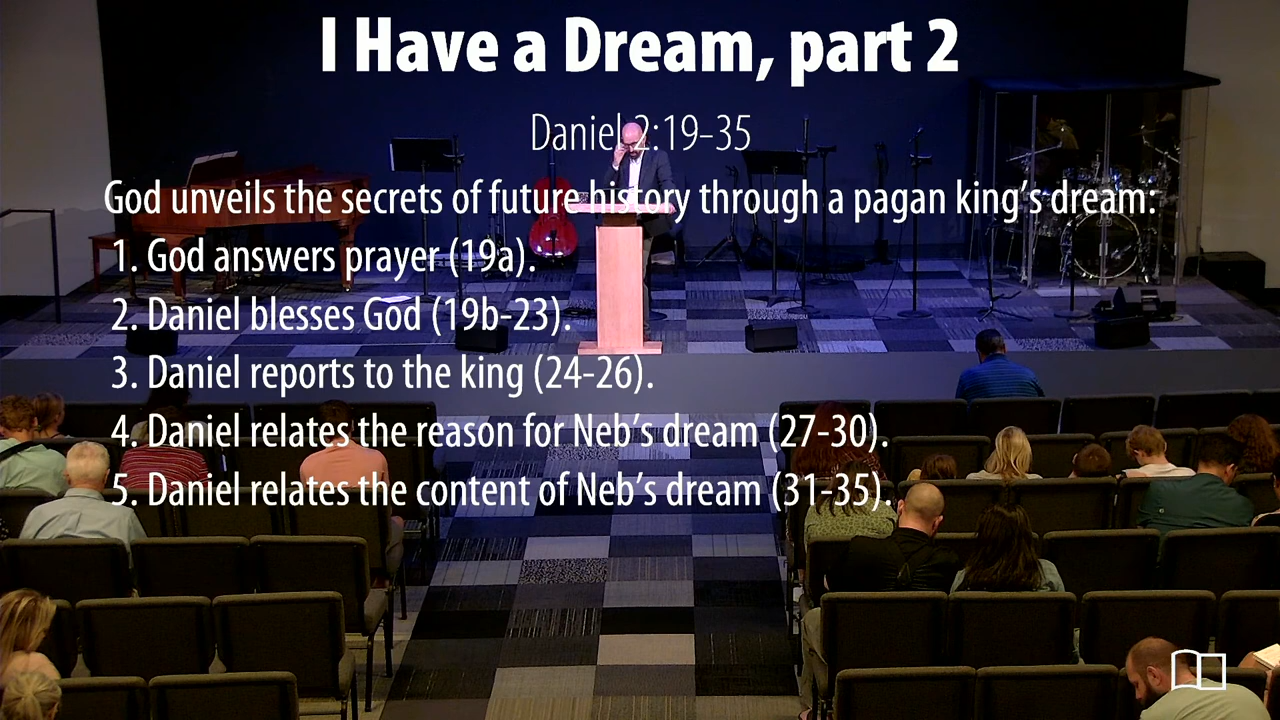 I Have a Dream, part 2
Daniel 2:19-35
God unveils the secrets of future history through a pagan king's dream:
1. God answers prayer (19a).
2. Daniel blesses God (19b-23).
3. Daniel reports to the king (24-26).
4. Daniel relates the reason for Neb's dream (27-30).
5. Daniel relates the content of Neb's dream (31-35).